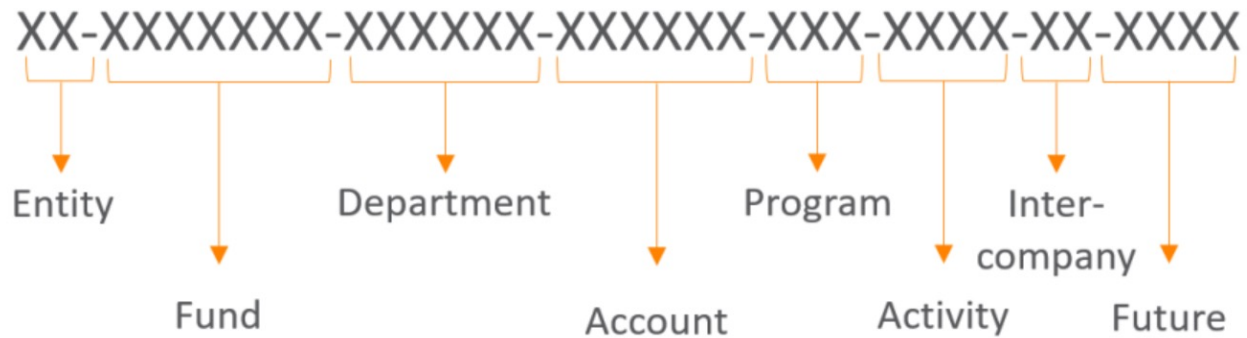 XX-XXXXXXX-XXXXXX-XXXXXX-XXX-XXXX-XX-XXXX
Entity
Department
Program
Inter-
company
Fund
Account
Activity
Future